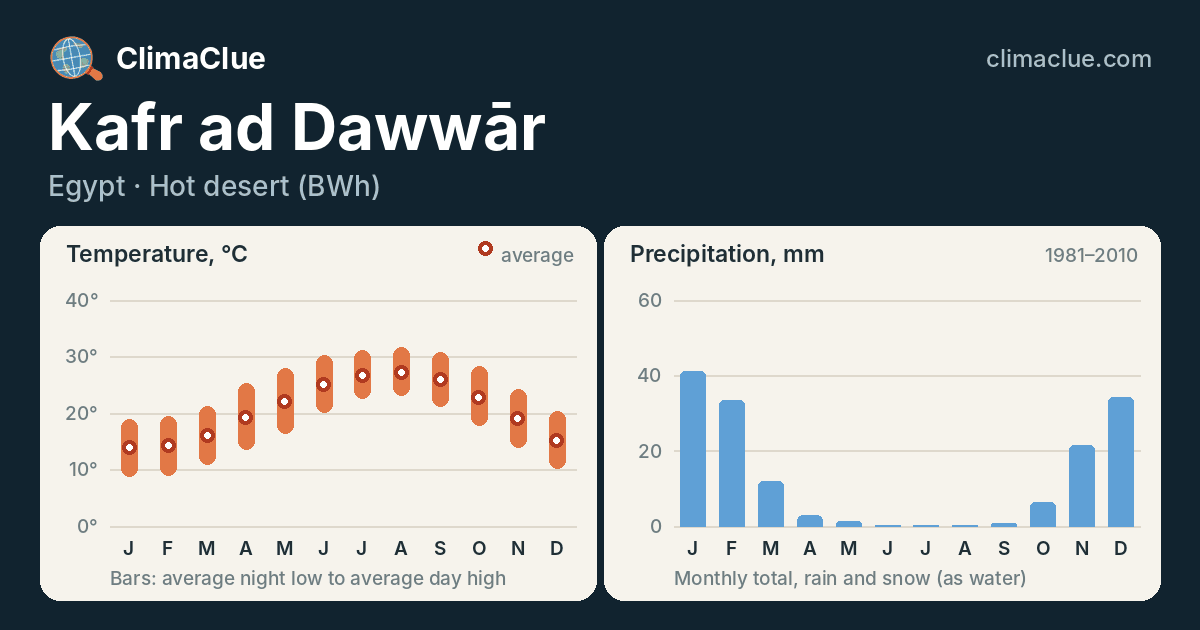 ClimaClue
climaclue.com
Kafr ad Dawwār
Egypt · Hot desert (BWh)
Temperature, °C
average
40°
30°
20°
10°
0°
J F M A M J J A S O N D
Bars: average night low to average day high
Precipitation, mm
1981–2010
60
40
20
0
J F M A M J J A S O N D
Monthly total, rain and snow (as water)